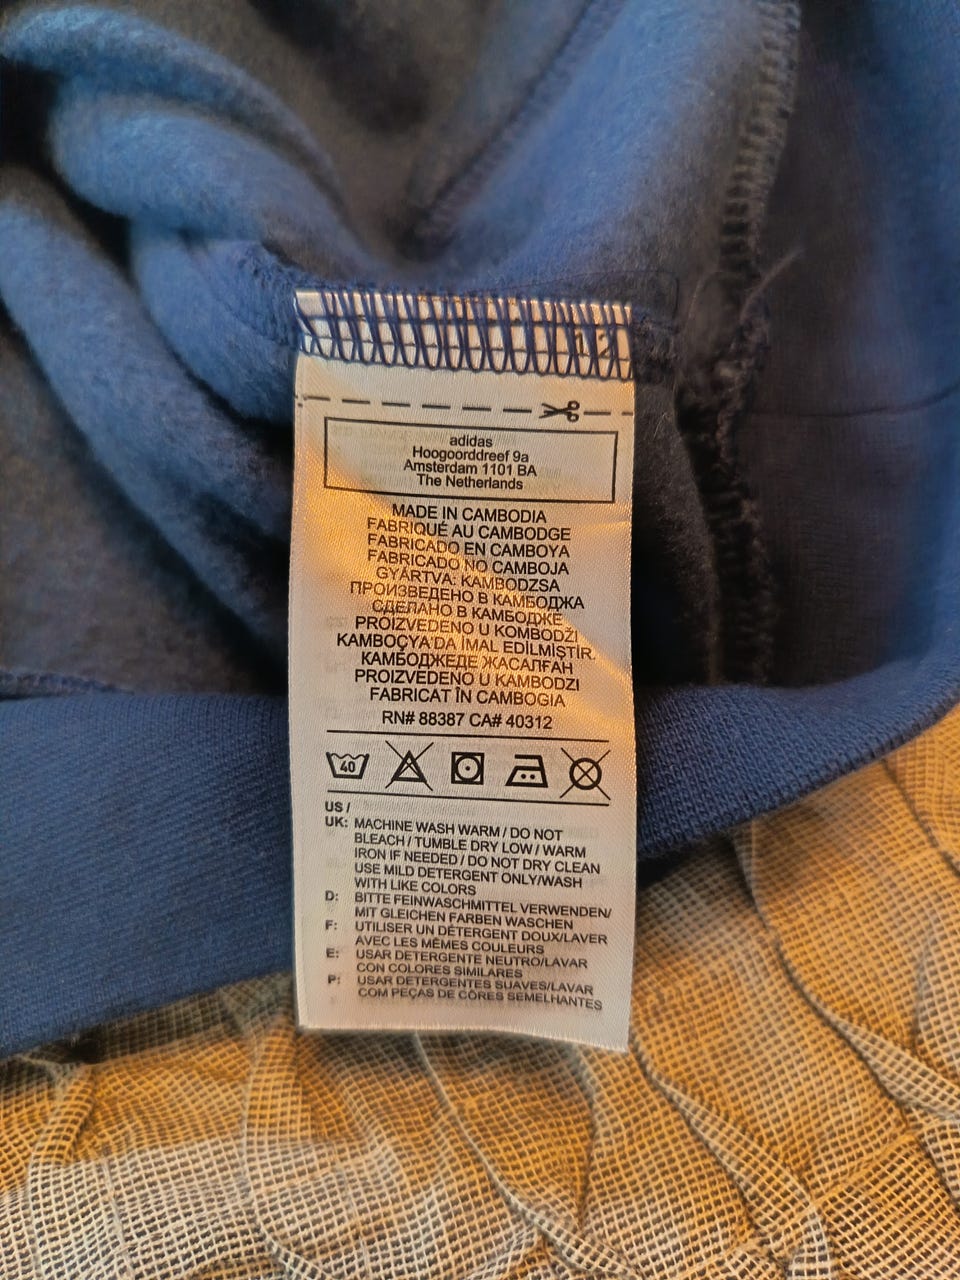 12
adidas
Hoogoorddreef 9a
Amsterdam 1101 BA
The Netherlands
MADE IN CAMBODIA
FABRIQUÉ AU CAMBODGE
FABRICADO EN CAMBOYA
FABRICADO NO CAMBOJA
GYÁRTVA: KAMBODZSA
ПРОИЗВЕДЕНО В КАМБОДЖА
СДЕЛАНО В КАМБОДЖЕ
PROIZVEDENO U KOMBODŽI
KAMBOÇYA'DA İMAL EDİLMİŞTİR.
КАМБОДЖЕДЕ ЖАСАЛҒАН
PROIZVEDENO U KAMBODZI
FABRICAT ÎN CAMBOGIA
RN# 88387 CA# 40312
40
US /
UK: MACHINE WASH WARM / DO NOT
BLEACH / TUMBLE DRY LOW / WARM
IRON IF NEEDED / DO NOT DRY CLEAN
USE MILD DETERGENT ONLY/WASH
WITH LIKE COLORS
D: BITTE FEINWASCHMITTEL VERWENDEN/
MIT GLEICHEN FARBEN WASCHEN
F: UTILISER UN DÉTERGENT DOUX/LAVER
AVEC LES MÊMES COULEURS
E: USAR DETERGENTE NEUTRO/LAVAR
CON COLORES SIMILARES
P: USAR DETERGENTES SUAVES/LAVAR
COM PEÇAS DE CÔRES SEMELHANTES